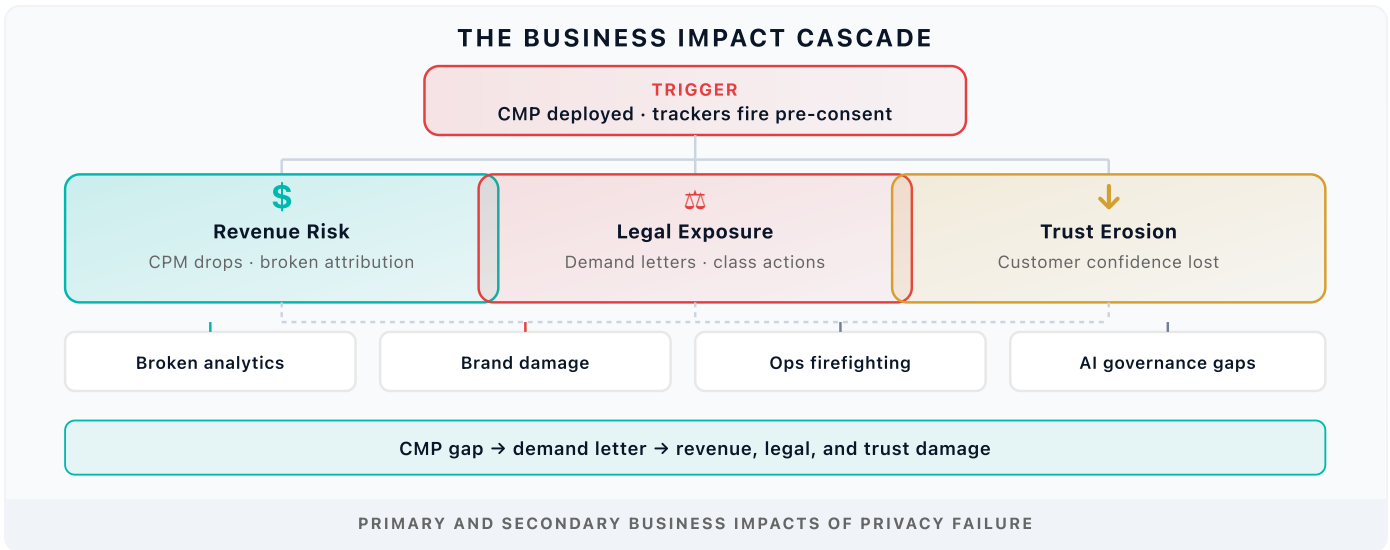 THE BUSINESS IMPACT CASCADE
TRIGGER
CMP deployed · trackers fire pre-consent
$
Revenue Risk
CPM drops · broken attribution
⚖
Legal Exposure
Demand letters · class actions
↓
Trust Erosion
Customer confidence lost
Broken analytics
Brand damage
Ops firefighting
AI governance gaps
CMP gap → demand letter → revenue, legal, and trust damage
PRIMARY AND SECONDARY BUSINESS IMPACTS OF PRIVACY FAILURE